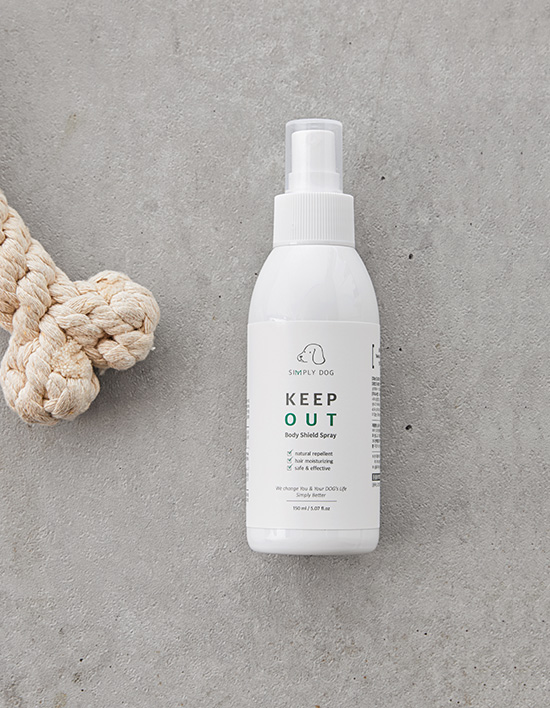 SIMPLY DOG
KEEP
OUT
Body Shield Spray
natural repellent
hair moisturizing
safe & effective
We change You & Your DOG's Life
Simply Better
150 ml / 5.07 fl.oz